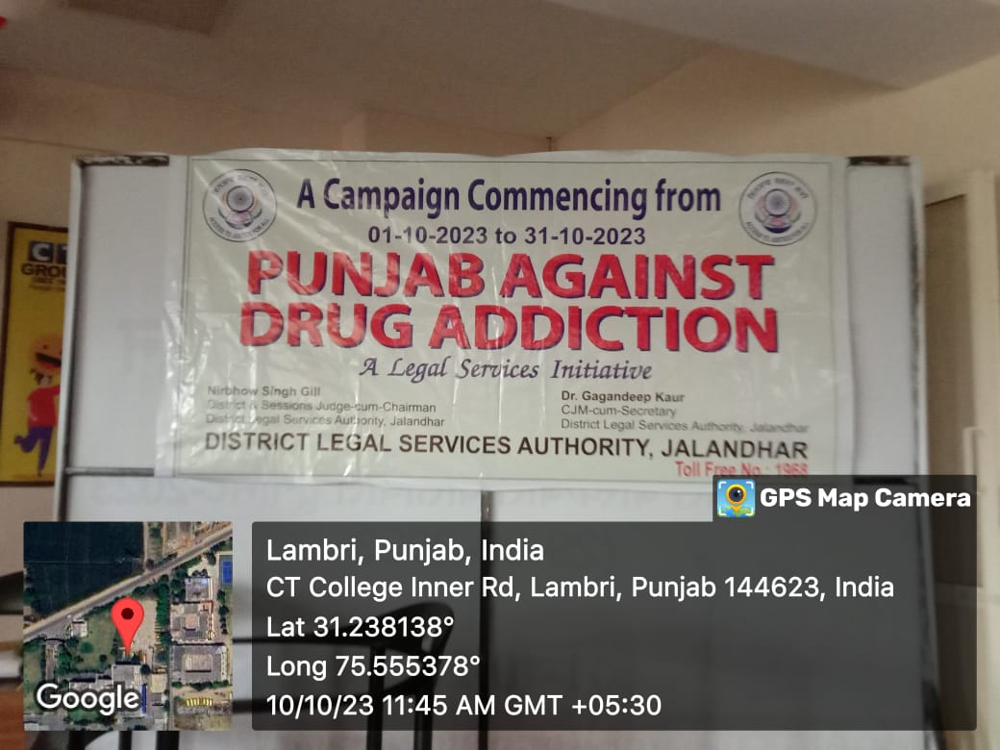 A Campaign Commencing from
01-10-2023 to 31-10-2023
PUNJAB AGAINST
DRUG ADDICTION
A Legal Services Initiative
Nirbhow Singh Gill
District & Sessions Judge-cum-Chairman
District Legal Services Authority, Jalandhar
Dr. Gagandeep Kaur
CJM-cum-Secretary
District Legal Services Authority, Jalandhar
DISTRICT LEGAL SERVICES AUTHORITY, JALANDHAR
Toll Free No.: 1968
GPS Map Camera
Lambri, Punjab, India
CT College Inner Rd, Lambri, Punjab 144623, India
Lat 31.238138°
Long 75.555378°
10/10/23 11:45 AM GMT +05:30
Google